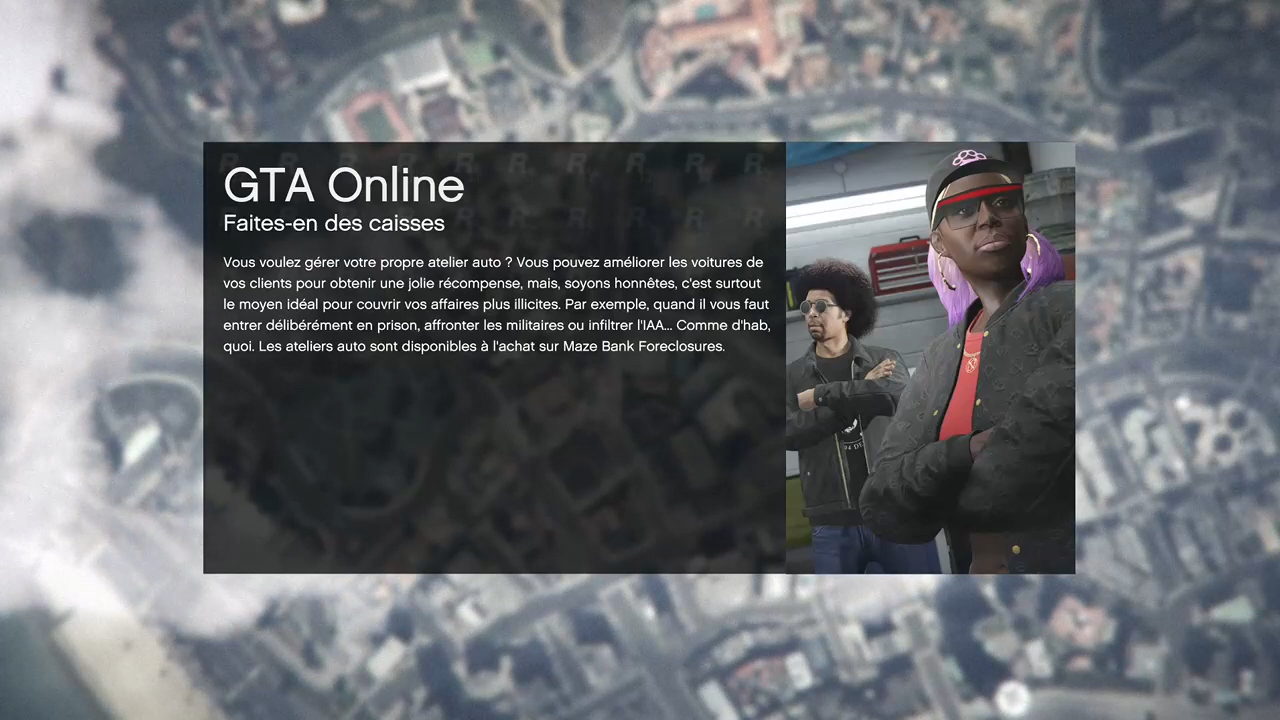 GTA Online
Faites-en des caisses
Vous voulez gérer votre propre atelier auto ? Vous pouvez améliorer les voitures de
vos clients pour obtenir une jolie récompense, mais, soyons honnêtes, c'est surtout
le moyen idéal pour couvrir vos affaires plus illicites. Par exemple, quand il vous faut
entrer délibérément en prison, affronter les militaires ou infiltrer l'IAA... Comme d'hab,
quoi. Les ateliers auto sont disponibles à l'achat sur Maze Bank Foreclosures.